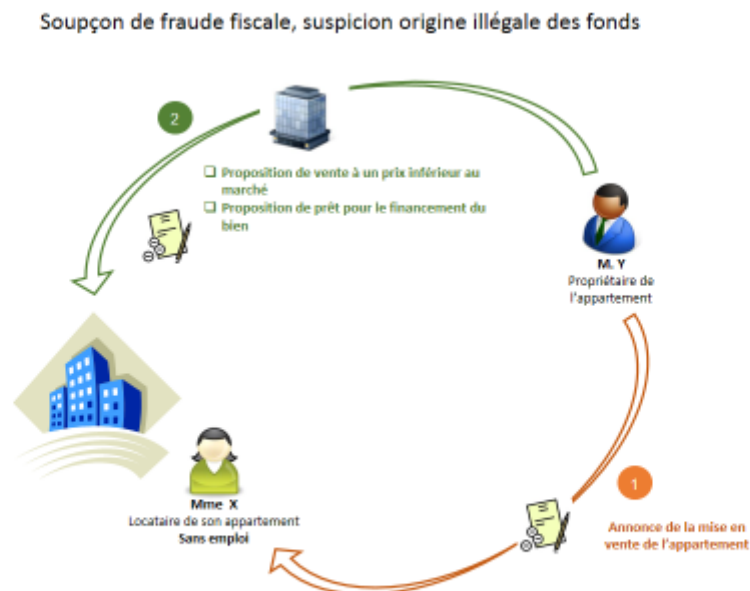 Soupçon de fraude fiscale, suspicion origine illégale des fonds
2
Proposition de vente à un prix inférieur au
marché
Proposition de prêt pour le financement du
bien
M. Y
Propriétaire de
l'appartement
Mme X
Locataire de son appartement
Sans emploi
1
Annonce de la mise en
vente de l'appartement